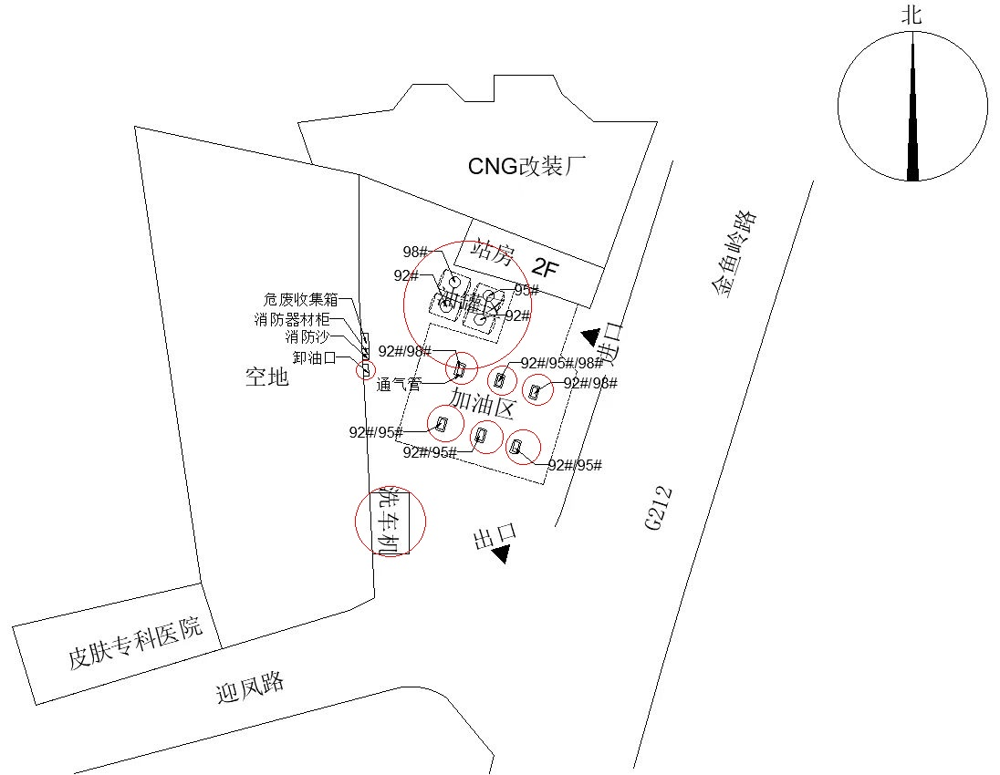 北
CNG改装厂
金鱼岭路
站房 2F
98#
92#
95#
油罐区
92#
危废收集箱
消防器材柜
消防沙
卸油口
进口
92#/98#
92#/95#/98#
空地
通气管
92#/98#
加油区
92#/95#
92#/95#
92#/95#
洗车机
G212
出口
皮肤专科医院
迎凤路